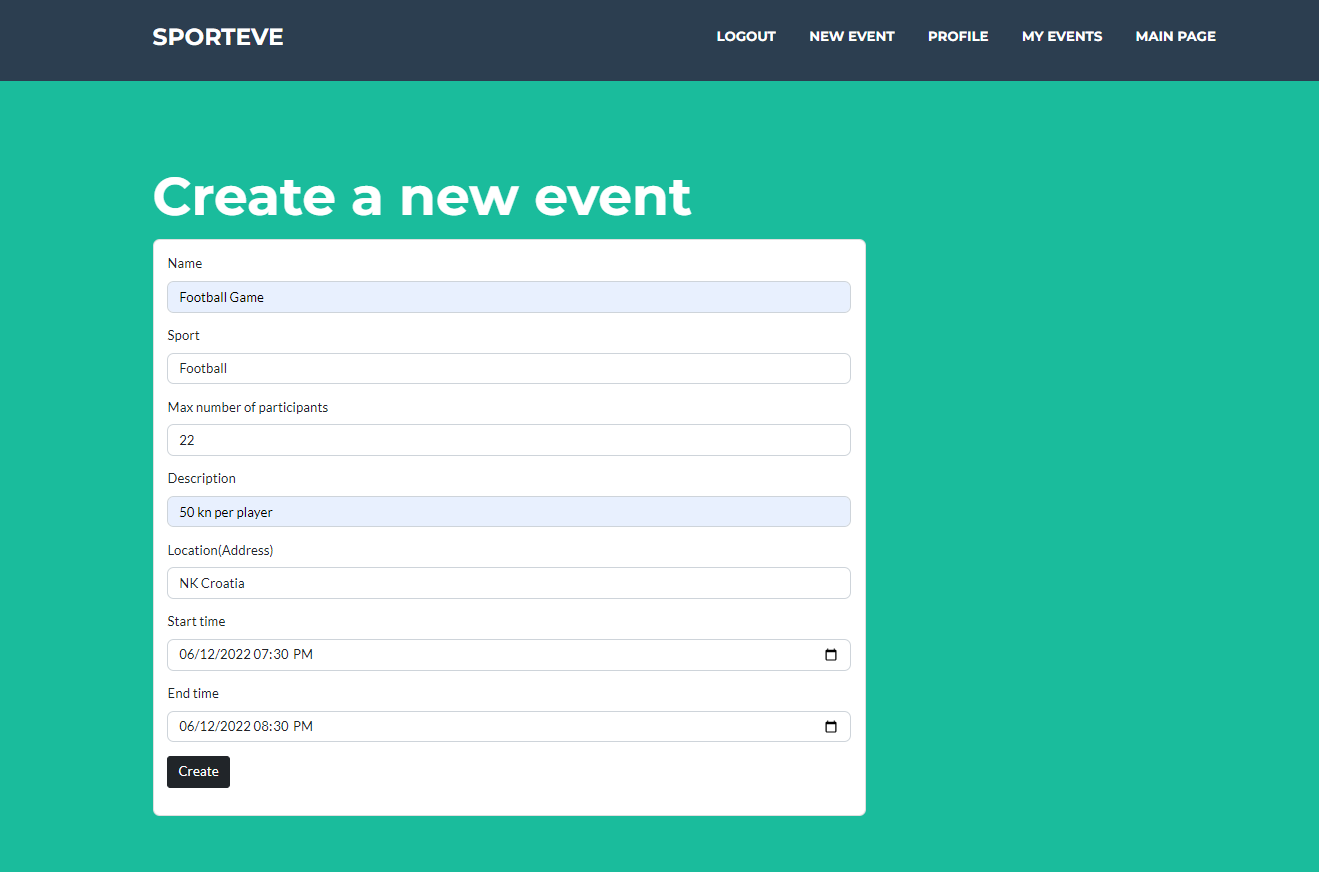 SPORTEVE
LOGOUT NEW EVENT PROFILE MY EVENTS MAIN PAGE
Create a new event
Name
Football Game
Sport
Football
Max number of participants
22
Description
50 kn per player
Location(Address)
NK Croatia
Start time
06/12/2022 07:30 PM
End time
06/12/2022 08:30 PM
Create